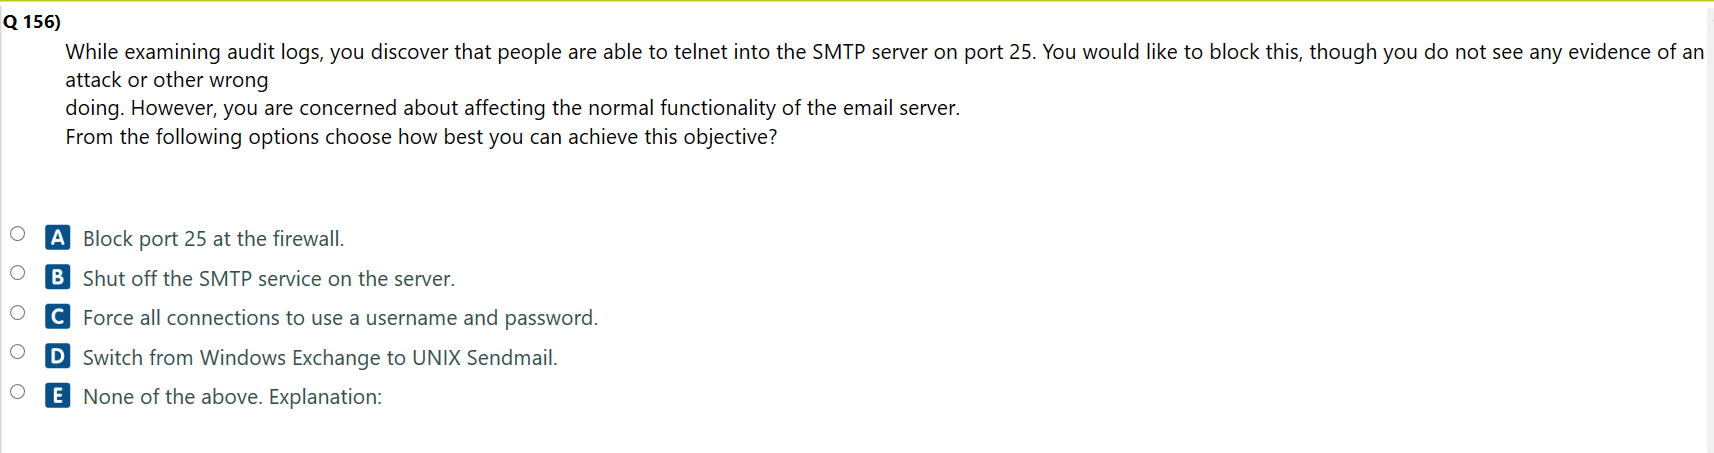 Q 156)
While examining audit logs, you discover that people are able to telnet into the SMTP server on port 25. You would like to block this, though you do not see any evidence of an
attack or other wrong
doing. However, you are concerned about affecting the normal functionality of the email server.
From the following options choose how best you can achieve this objective?
A Block port 25 at the firewall.
B Shut off the SMTP service on the server.
C Force all connections to use a username and password.
D Switch from Windows Exchange to UNIX Sendmail.
E None of the above. Explanation: